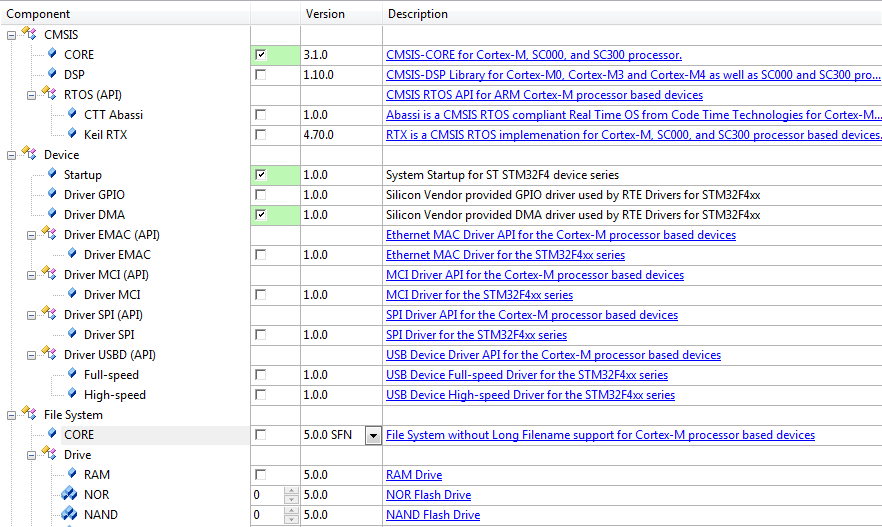 Component Version Description
CMSIS
CORE 3.1.0 CMSIS-CORE for Cortex-M, SC000, and SC300 processor.
DSP 1.10.0 CMSIS-DSP Library for Cortex-M0, Cortex-M3 and Cortex-M4 as well as SC000 and SC300 pro...
RTOS (API) CMSIS RTOS API for ARM Cortex-M processor based devices
CTT Abassi 1.0.0 Abassi is a CMSIS RTOS compliant Real Time OS from Code Time Technologies for Cortex-M...
Keil RTX 4.70.0 RTX is a CMSIS RTOS implemenation for Cortex-M, SC000, and SC300 processor based devices.
Device
Startup 1.0.0 System Startup for ST STM32F4 device series
Driver GPIO 1.0.0 Silicon Vendor provided GPIO driver used by RTE Drivers for STM32F4xx
Driver DMA 1.0.0 Silicon Vendor provided DMA driver used by RTE Drivers for STM32F4xx
Driver EMAC (API) Ethernet MAC Driver API for the Cortex-M processor based devices
Driver EMAC 1.0.0 Ethernet MAC Driver for the STM32F4xx series
Driver MCI (API) MCI Driver API for the Cortex-M processor based devices
Driver MCI 1.0.0 MCI Driver for the STM32F4xx series
Driver SPI (API) SPI Driver API for the Cortex-M processor based devices
Driver SPI 1.0.0 SPI Driver for the STM32F4xx series
Driver USBD (API) USB Device Driver API for the Cortex-M processor based devices
Full-speed 1.0.0 USB Device Full-speed Driver for the STM32F4xx series
High-speed 1.0.0 USB Device High-speed Driver for the STM32F4xx series
File System
CORE 5.0.0 SFN File System without Long Filename support for Cortex-M processor based devices
Drive
RAM 5.0.0 RAM Drive
NOR 0 5.0.0 NOR Flash Drive
NAND 0 5.0.0 NAND Flash Drive